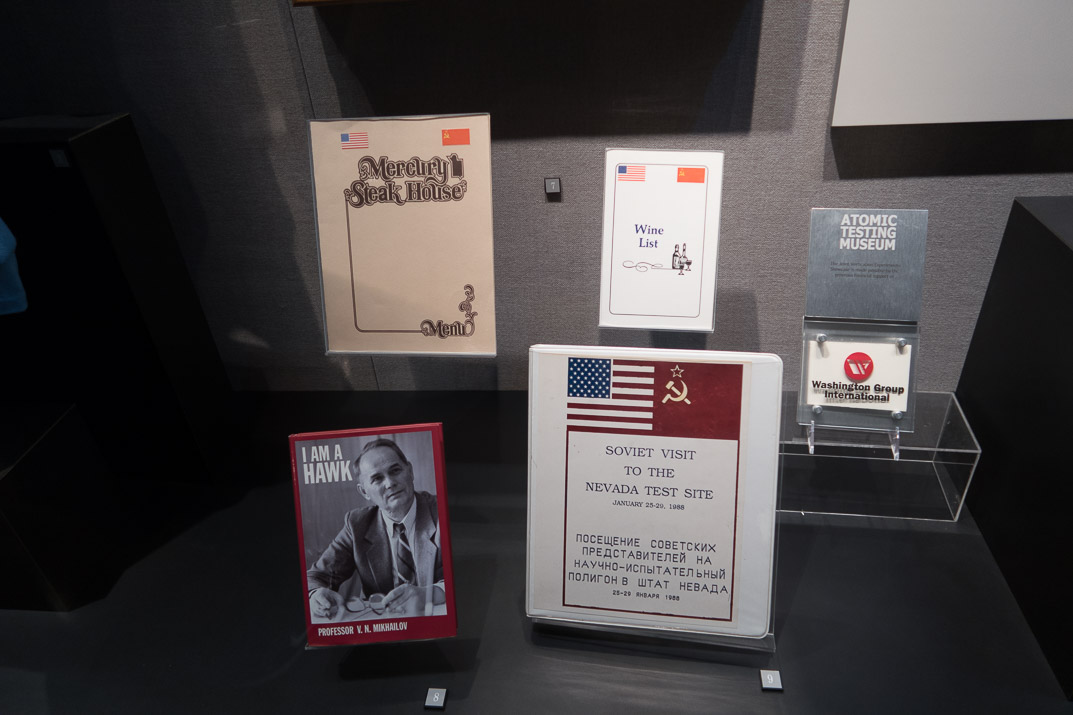 Mercury
Steak House
Menu
7
Wine
List
ATOMIC
TESTING
MUSEUM
W
Washington Group
International
I AM A
HAWK
PROFESSOR V. N. MIKHAILOV
8
SOVIET VISIT
TO THE
NEVADA TEST SITE
JANUARY 25-29, 1988
ПОСЕЩЕНИЕ СОВЕТСКИХ
ПРЕДСТАВИТЕЛЕЙ НА
НАУЧНО-ИСПЫТАТЕЛЬНЫЙ
ПОЛИГОН В ШТАТ НЕВАДА
25-29 ЯНВАРЯ 1988
9